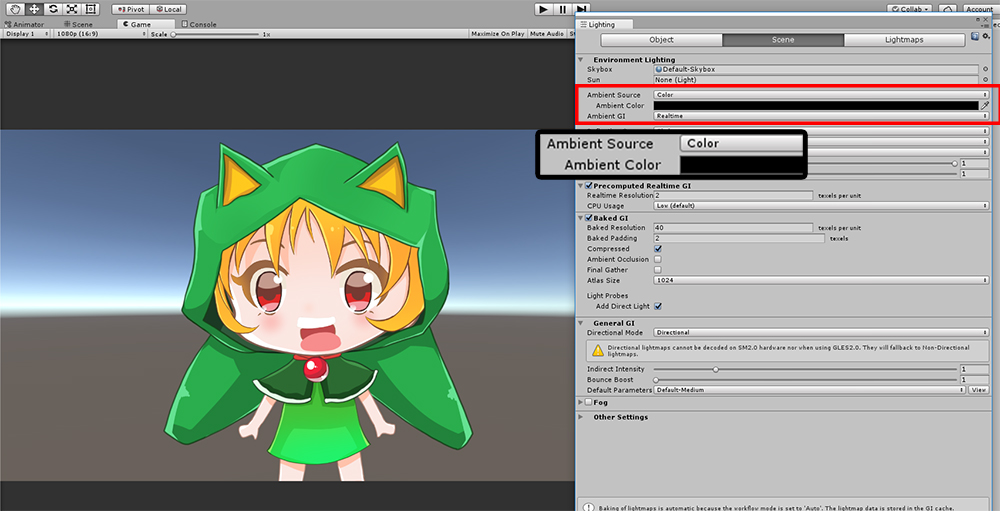 Pivot Local
Collab Account
Animator Scene Game Console
Display 1 1080p (16:9) Scale 1x Maximize On Play Mute Audio
Lighting
Object Scene Lightmaps
Environment Lighting
Skybox Default-Skybox
Sun None (Light)
Ambient Source Color
Ambient Color
Ambient GI Realtime
Ambient Source Color
Ambient Color
1
1
Precomputed Realtime GI
Realtime Resolution 2 texels per unit
CPU Usage Low (default)
Baked GI
Baked Resolution 40 texels per unit
Baked Padding 2 texels
Compressed
Ambient Occlusion
Final Gather
Atlas Size 1024
Light Probes
Add Direct Light
General GI
Directional Mode Directional
Directional lightmaps cannot be decoded on SM2.0 hardware nor when using GLES2.0. They will fallback to Non-Directional
lightmaps.
Indirect Intensity 1
Bounce Boost 1
Default Parameters Default-Medium View
Fog
Other Settings
Baking of lightmaps is automatic because the workflow mode is set to 'Auto'. The lightmap data is stored in the GI cache.